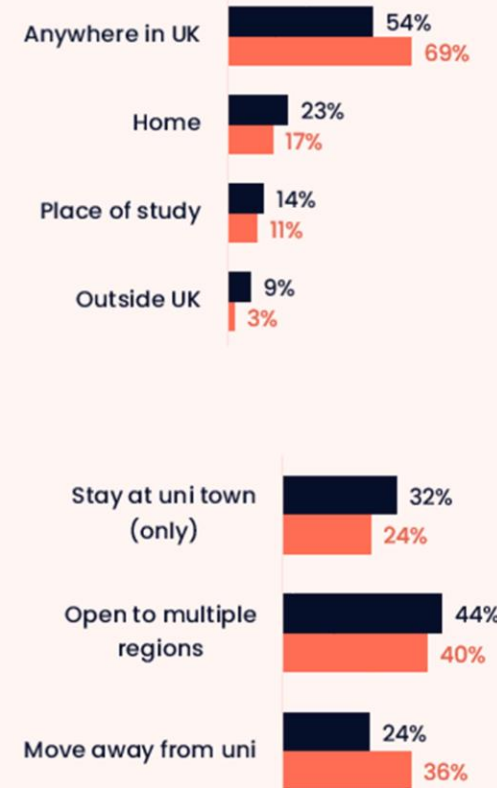 Anywhere in UK
54%
69%
Home
23%
17%
Place of study
14%
11%
Outside UK
9%
3%
Stay at uni town
(only)
32%
24%
Open to multiple
regions
44%
40%
Move away from uni
24%
36%